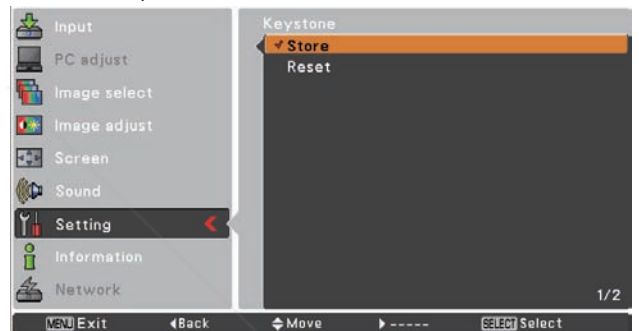 Input
PC adjust
Image select
Image adjust
Screen
Sound
Setting
Information
Network
Keystone
✔ Store
Reset
1/2
MENU Exit ◀Back Move ▶----- SELECT Select